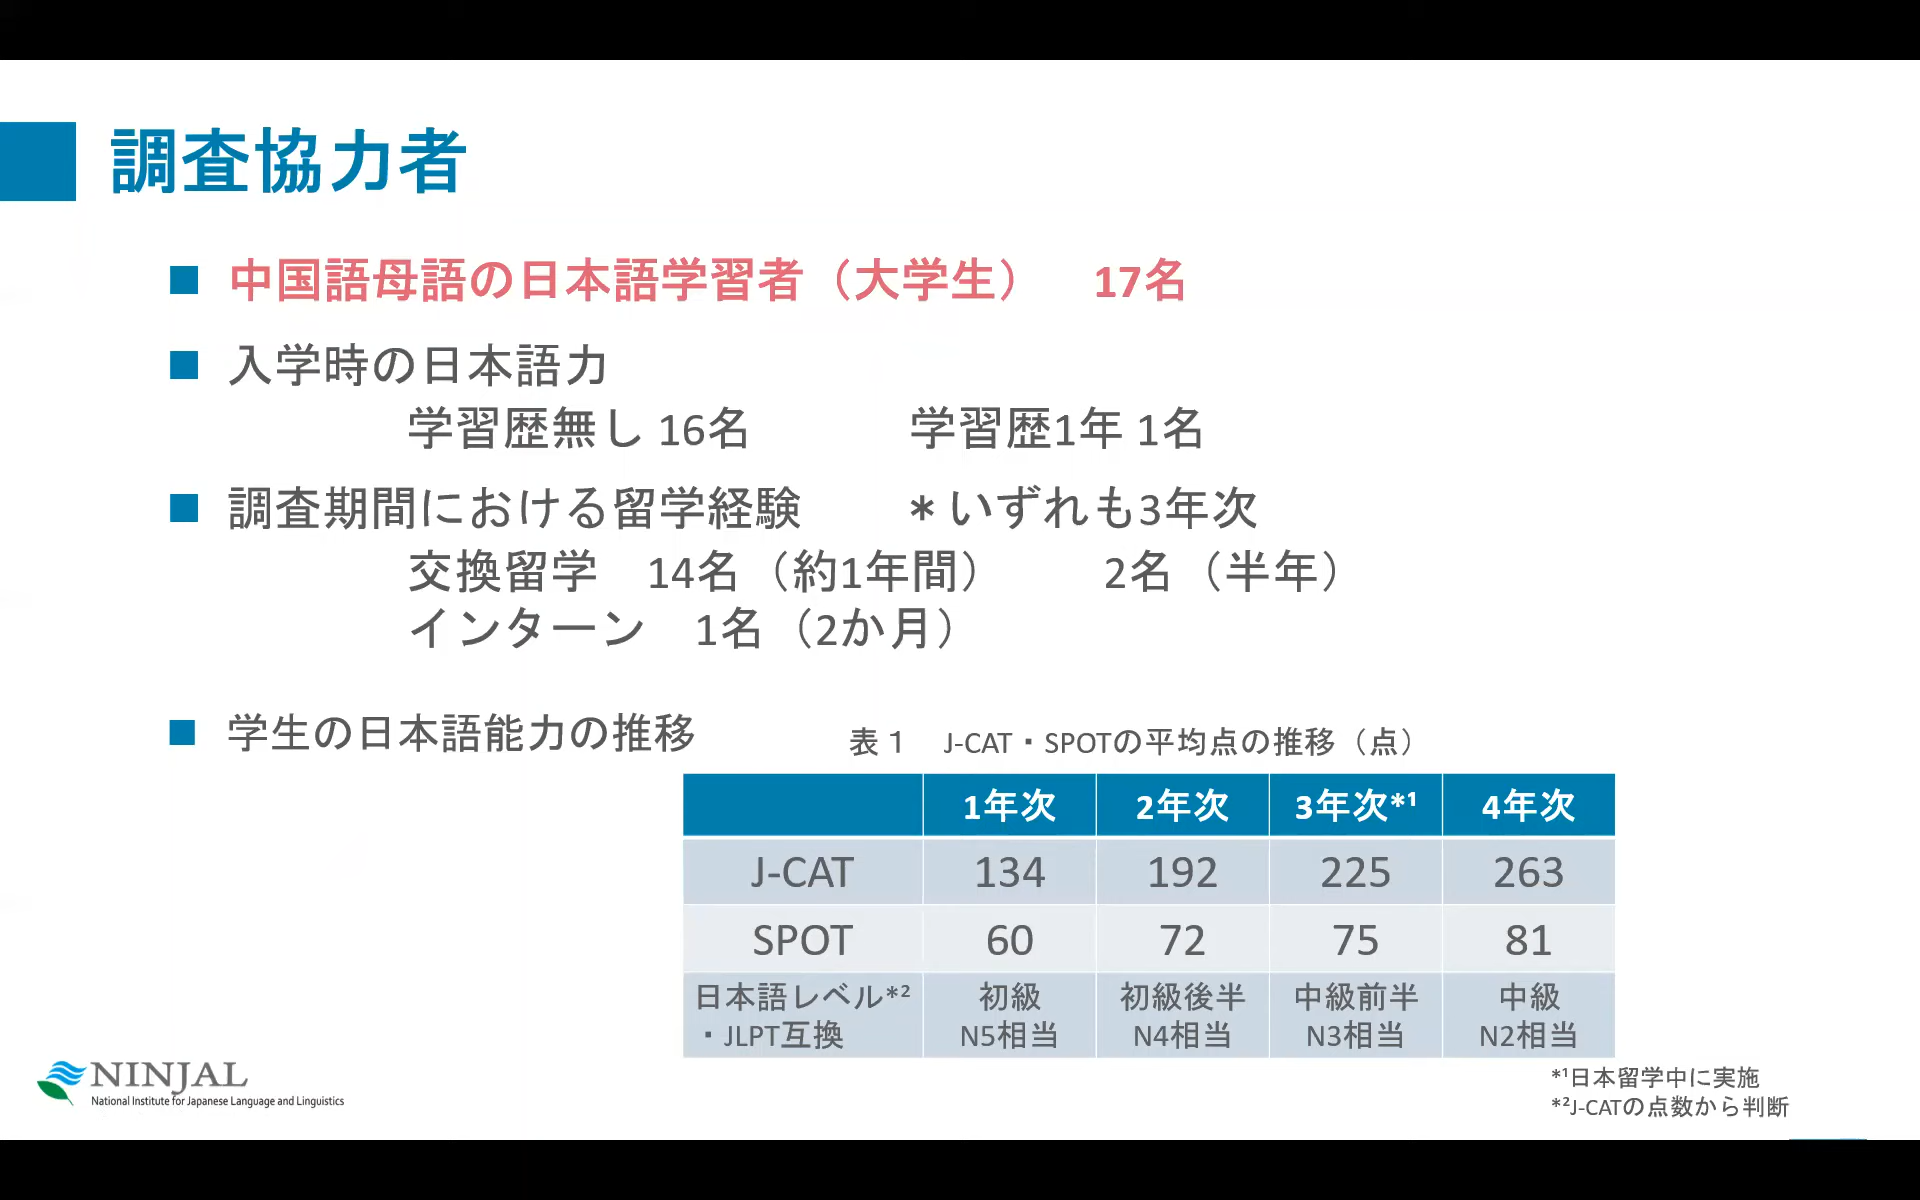 調査協力者
■ 中国語母語の日本語学習者（大学生）　17名
■ 入学時の日本語力
学習歴無し 16名　学習歴1年 1名
■ 調査期間における留学経験　＊いずれも3年次
交換留学　14名（約1年間）　2名（半年）
インターン　1名（2か月）
■ 学生の日本語能力の推移
表１　J-CAT・SPOTの平均点の推移（点）
1年次 2年次 3年次*¹ 4年次
J-CAT 134 192 225 263
SPOT 60 72 75 81
日本語レベル*² 初級 初級後半 中級前半 中級
・JLPT互換 N5相当 N4相当 N3相当 N2相当
*¹日本留学中に実施
*²J-CATの点数から判断
NINJAL
National Institute for Japanese Language and Linguistics